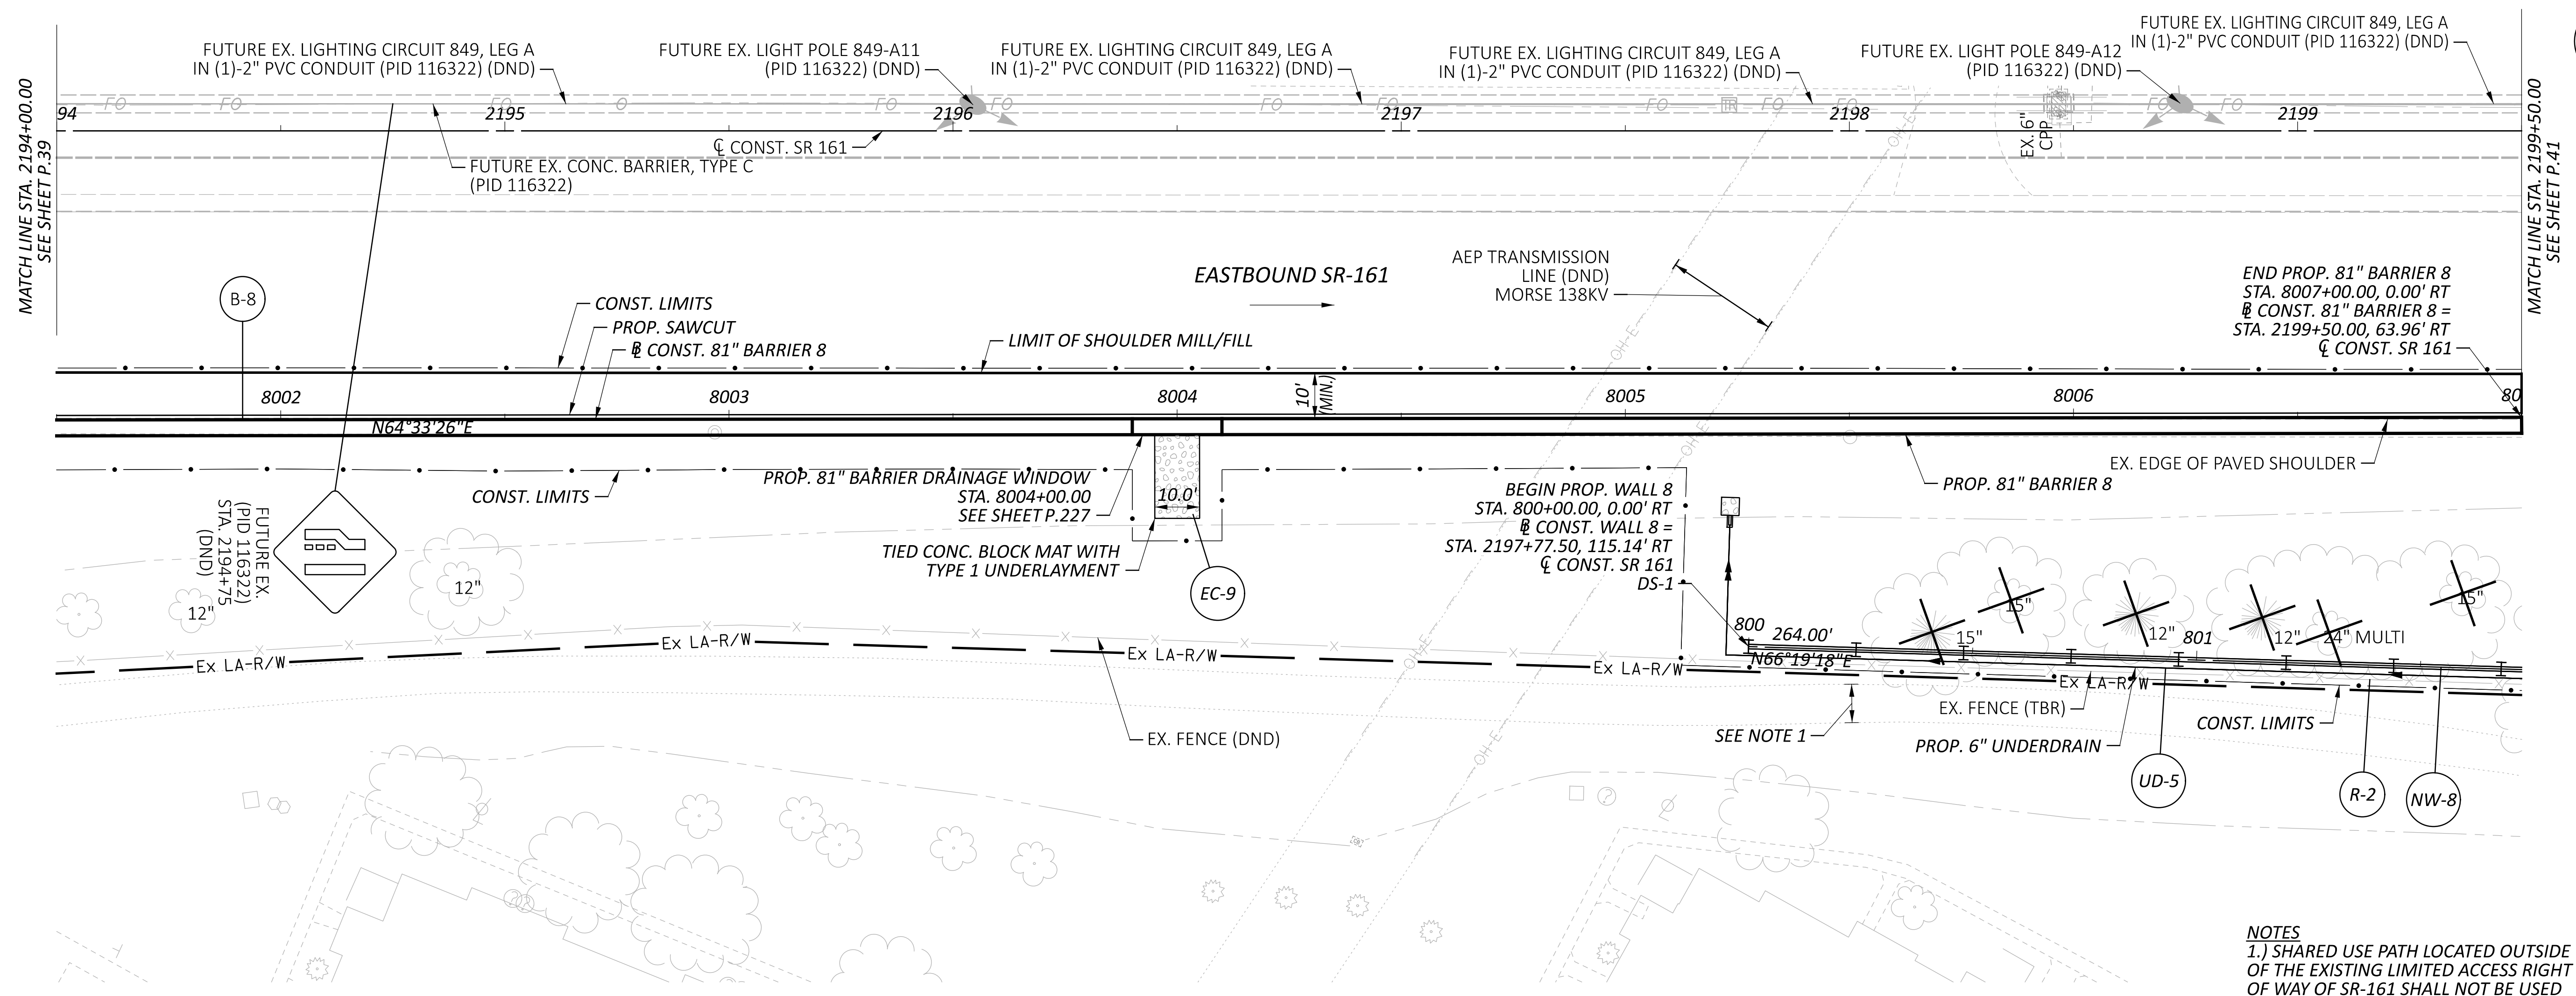 FUTURE EX. LIGHTING CIRCUIT 849, LEG A
IN (1)-2" PVC CONDUIT (PID 116322) (DND)
FUTURE EX. LIGHT POLE 849-A11
(PID 116322) (DND)
FUTURE EX. LIGHTING CIRCUIT 849, LEG A
IN (1)-2" PVC CONDUIT (PID 116322) (DND)
FUTURE EX. LIGHTING CIRCUIT 849, LEG A
IN (1)-2" PVC CONDUIT (PID 116322) (DND)
FUTURE EX. LIGHT POLE 849-A12
(PID 116322) (DND)
FUTURE EX. LIGHTING CIRCUIT 849, LEG A
IN (1)-2" PVC CONDUIT (PID 116322) (DND)
MATCH LINE STA. 2194+00.00
SEE SHEET P.39
MATCH LINE STA. 2199+50.00
SEE SHEET P.41
94
2195
2196
2197
2198
2199
EX. 6"
CPP
℄ CONST. SR 161
FUTURE EX. CONC. BARRIER, TYPE C
(PID 116322)
OH-E
OH-E
EASTBOUND SR-161
AEP TRANSMISSION
LINE (DND)
MORSE 138KV
END PROP. 81" BARRIER 8
STA. 8007+00.00, 0.00' RT
BL CONST. 81" BARRIER 8 =
STA. 2199+50.00, 63.96' RT
℄ CONST. SR 161
B-8
CONST. LIMITS
PROP. SAWCUT
BL CONST. 81" BARRIER 8
LIMIT OF SHOULDER MILL/FILL
OH-E
OH-E
8002
8003
8004
10'
(MIN.)
8005
8006
80
N64°33'26"E
CONST. LIMITS
PROP. 81" BARRIER DRAINAGE WINDOW
STA. 8004+00.00
SEE SHEET P.227
10.0'
TIED CONC. BLOCK MAT WITH
TYPE 1 UNDERLAYMENT
EC-9
BEGIN PROP. WALL 8
STA. 800+00.00, 0.00' RT
BL CONST. WALL 8 =
STA. 2197+77.50, 115.14' RT
℄ CONST. SR 161
DS-1
EX. EDGE OF PAVED SHOULDER
PROP. 81" BARRIER 8
FUTURE EX.
(PID 116322)
STA. 2194+75
(DND)
12"
12"
800
264.00'
N66°19'18"E
15"
15"
12"
801
12"
24" MULTI
15"
Ex LA-R/W
Ex LA-R/W
Ex LA-R/W
Ex LA-R/W
Ex LA-R/W
OH-E
OH-E
EX. FENCE (DND)
SEE NOTE 1
EX. FENCE (TBR)
PROP. 6" UNDERDRAIN
CONST. LIMITS
UD-5
R-2
NW-8
NOTES
1.) SHARED USE PATH LOCATED OUTSIDE
OF THE EXISTING LIMITED ACCESS RIGHT
OF WAY OF SR-161 SHALL NOT BE USED